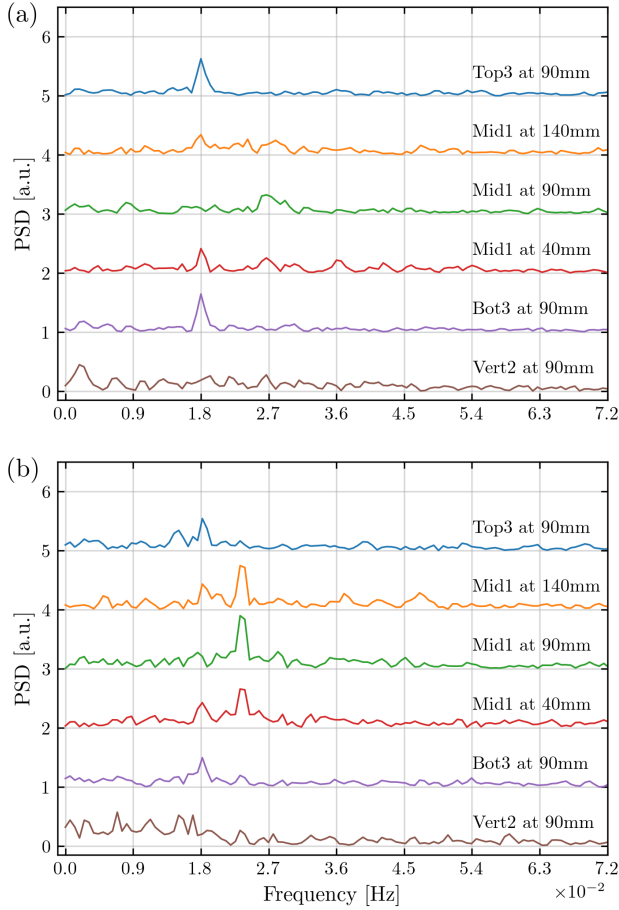 (a)
6
Top3 at 90mm
5
Mid1 at 140mm
4
Mid1 at 90mm
3
Mid1 at 40mm
2
Bot3 at 90mm
1
Vert2 at 90mm
0
PSD [a.u.]
0.0 0.9 1.8 2.7 3.6 4.5 5.4 6.3 7.2
(b)
6
Top3 at 90mm
5
Mid1 at 140mm
4
Mid1 at 90mm
3
Mid1 at 40mm
2
Bot3 at 90mm
1
Vert2 at 90mm
0
PSD [a.u.]
0.0 0.9 1.8 2.7 3.6 4.5 5.4 6.3 7.2
Frequency [Hz]
×10⁻²